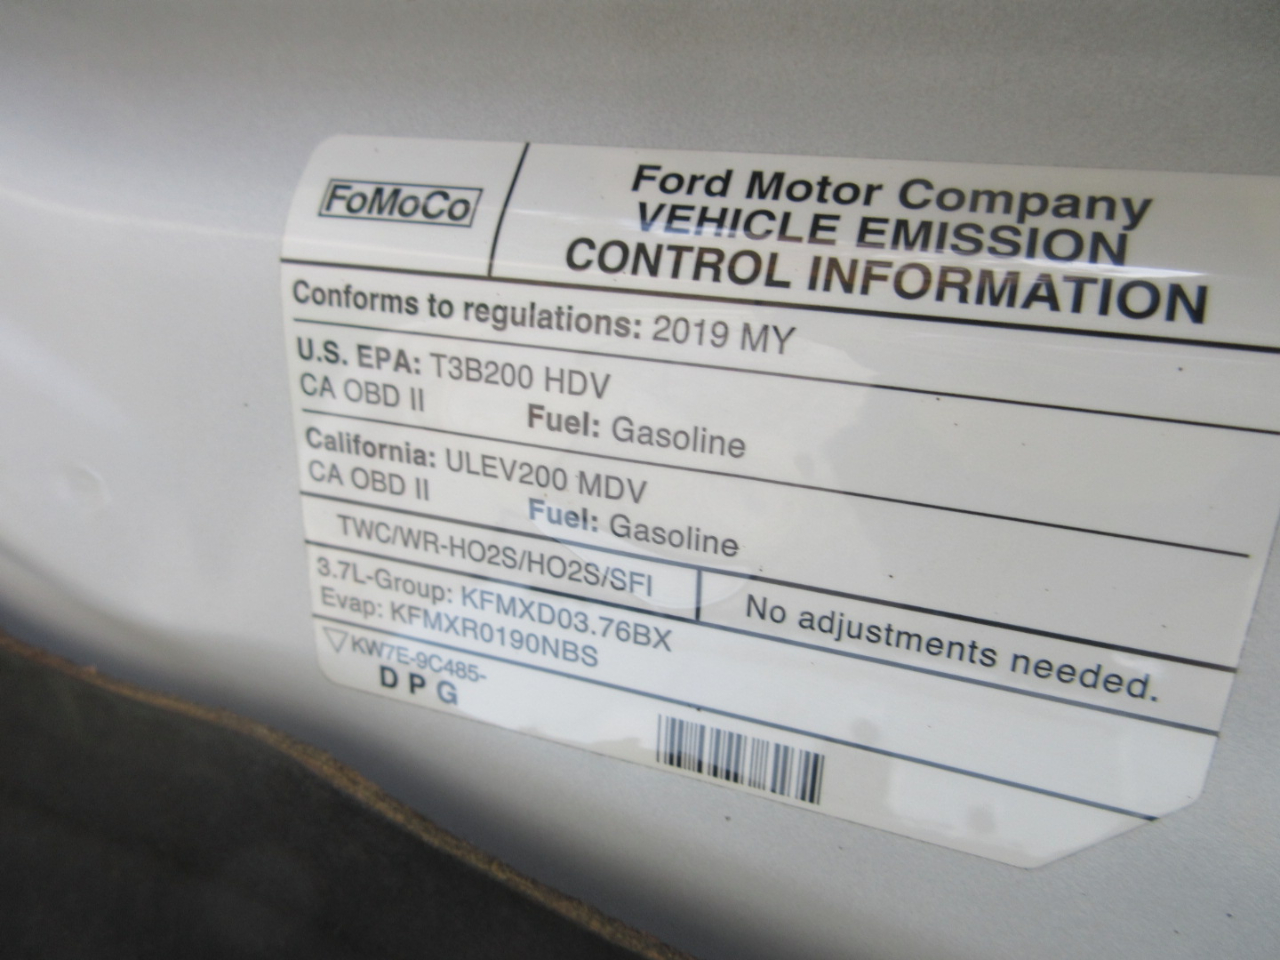 FoMoCo
Ford Motor Company
VEHICLE EMISSION
CONTROL INFORMATION
Conforms to regulations: 2019 MY
U.S. EPA: T3B200 HDV
CA OBD II Fuel: Gasoline
California: ULEV200 MDV
CA OBD II Fuel: Gasoline
TWC/WR-HO2S/HO2S/SFI
No adjustments needed.
3.7L-Group: KFMXD03.76BX
Evap: KFMXR0190NBS
KW7E-9C485-
D P G